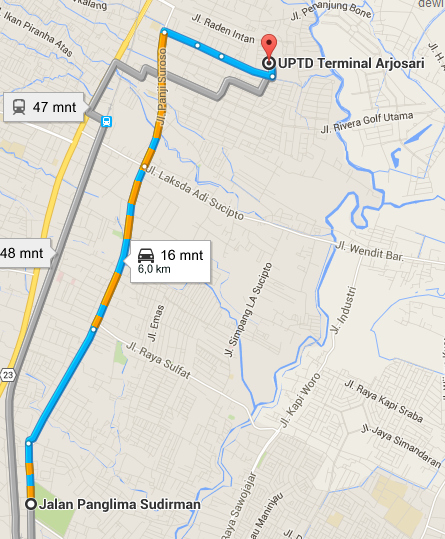 Jl. Penanjung Bone
Jl. Raden Intan
Ikan Piranha Atas
UPTD Terminal Arjosari
Jl. Panji Suroso
47 mnt
Jl. Rivera Golf Utama
Jl. Laksda Adi Sucipto
Jl. Wendit Bar.
48 mnt
16 mnt
6,0 km
Jl. Simpang LA Sucipto
Jl. Industri
Jl. Emas
Jl. Raya Sulfat
23
Jl. Kapi Woro
Jl. Raya Kapi Sraba
Jl. Jaya Simandaran
Jalan Panglima Sudirman
Raya Sawojajar